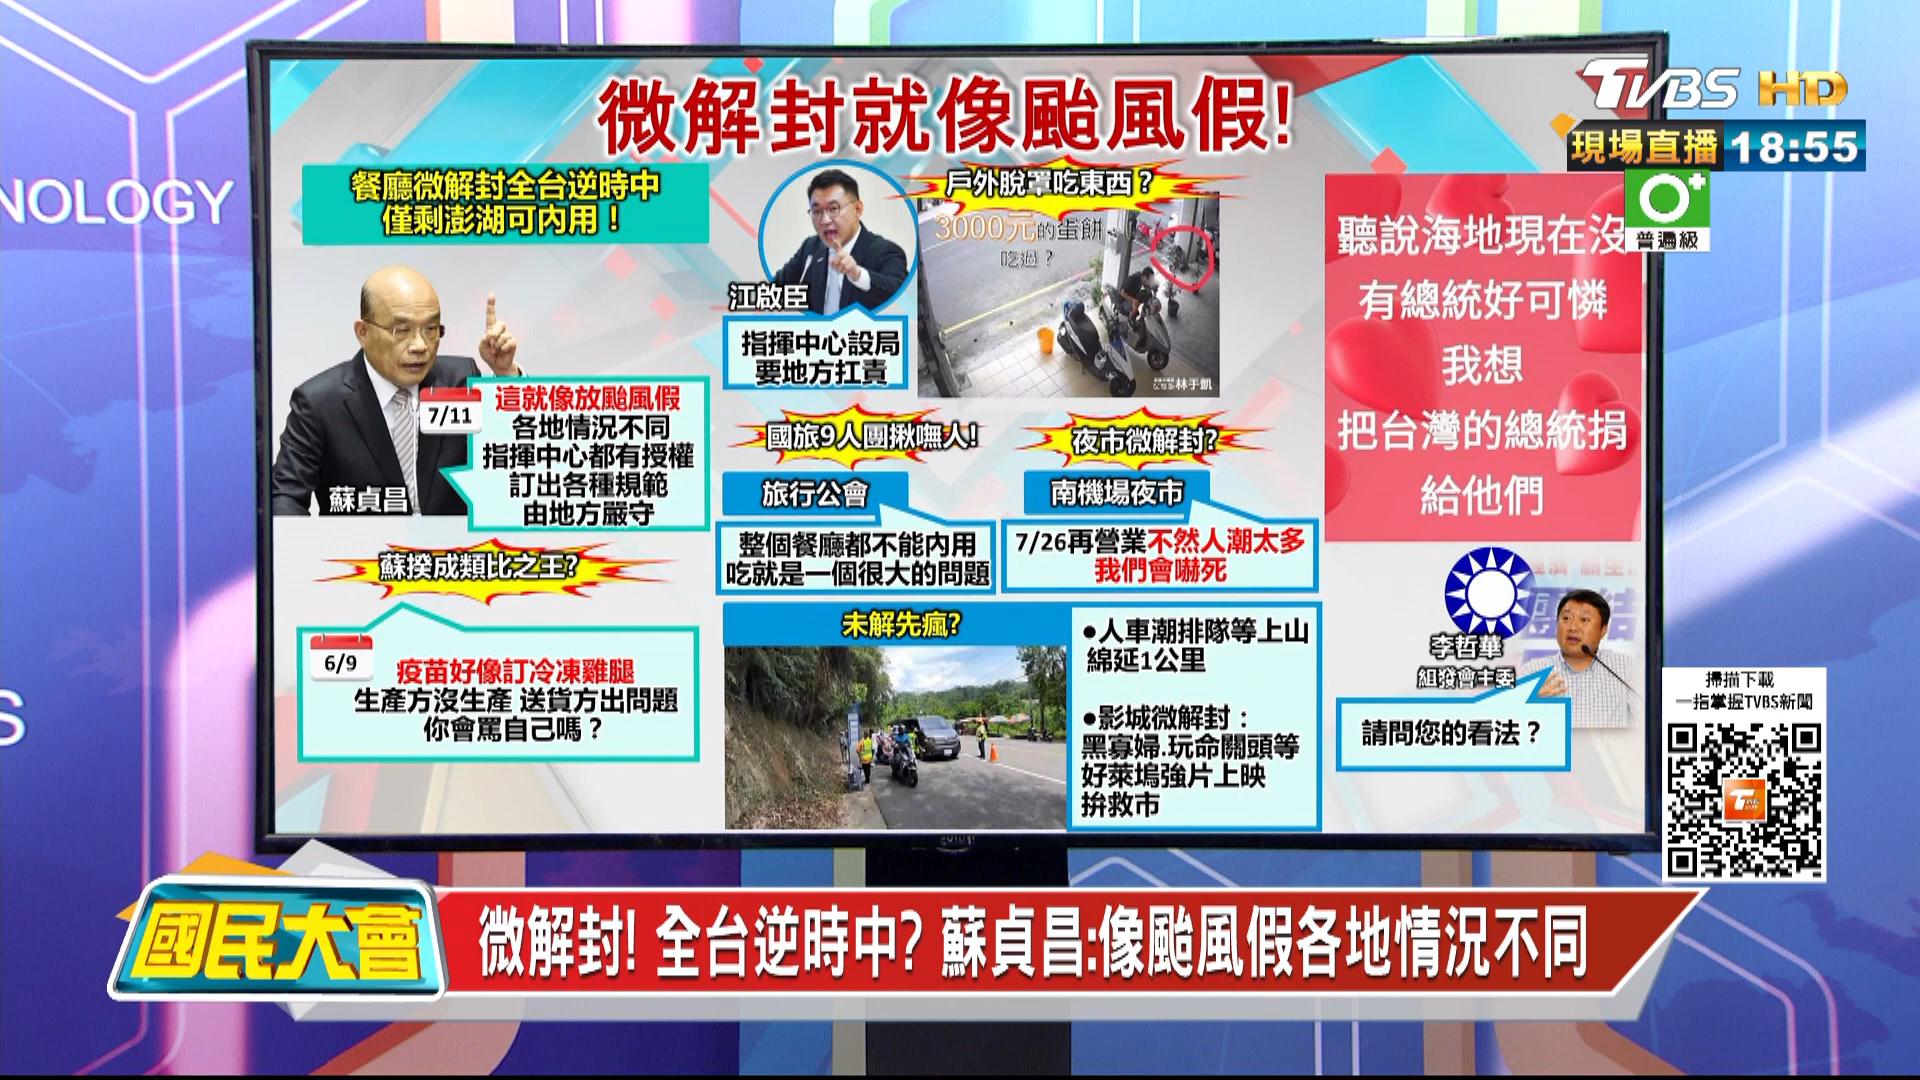 NOLOGY
S
微解封就像颱風假!
TVBS HD
現場直播 18:55
普遍級
餐廳微解封全台逆時中
僅剩澎湖可內用！
蘇貞昌
7/11
這就像放颱風假
各地情況不同
指揮中心都有授權
訂出各種規範
由地方嚴守
蘇揆成類比之王?
6/9
疫苗好像訂冷凍雞腿
生產方沒生產 送貨方出問題
你會罵自己嗎？
江啟臣
指揮中心設局
要地方扛責
戶外脫罩吃東西？
3000元的蛋餅
吃過？
林于凱
國旅9人團揪嘸人!
旅行公會
整個餐廳都不能內用
吃就是一個很大的問題
夜市微解封?
南機場夜市
7/26再營業不然人潮太多
我們會嚇死
未解先瘋?
●人車潮排隊等上山
綿延1公里
●影城微解封：
黑寡婦.玩命關頭等
好萊塢強片上映
拚救市
聽說海地現在沒
有總統好可憐
我想
把台灣的總統捐
給他們
李哲華
組發會主委
請問您的看法？
掃描下載
一指掌握TVBS新聞
CHIMEI
國民大會
微解封! 全台逆時中? 蘇貞昌:像颱風假各地情況不同